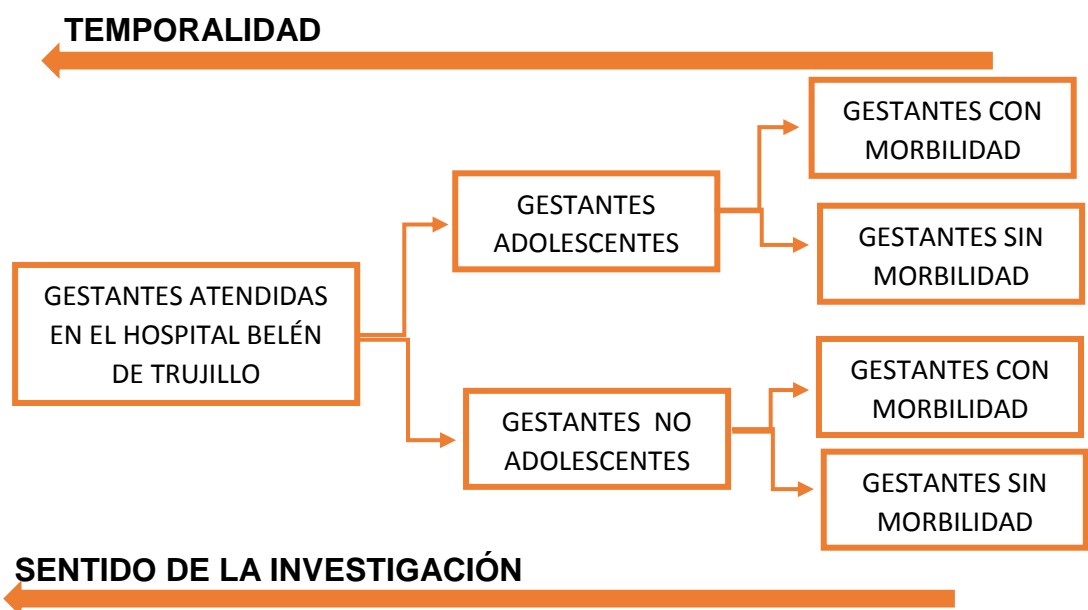 TEMPORALIDAD
GESTANTES ATENDIDAS
EN EL HOSPITAL BELÉN
DE TRUJILLO
GESTANTES
ADOLESCENTES
GESTANTES CON
MORBILIDAD
GESTANTES SIN
MORBILIDAD
GESTANTES NO
ADOLESCENTES
GESTANTES CON
MORBILIDAD
GESTANTES SIN
MORBILIDAD
SENTIDO DE LA INVESTIGACIÓN